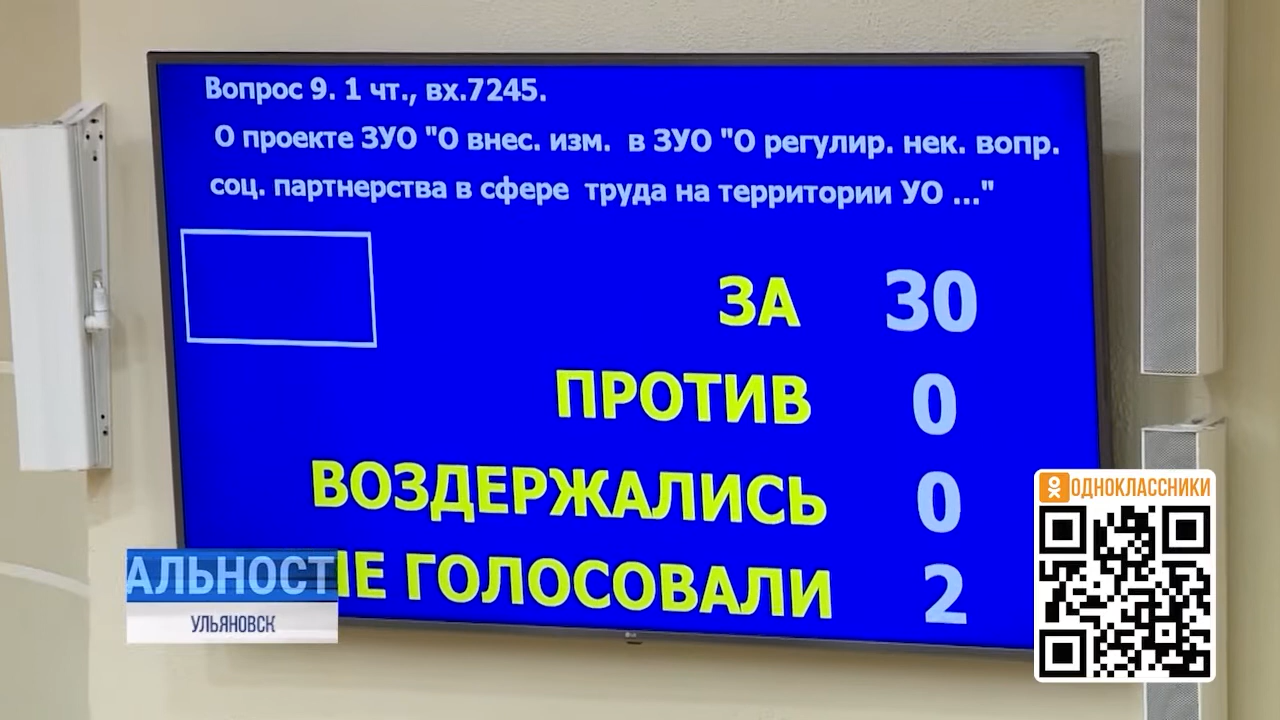 Вопрос 9. 1 чт., вх.7245.
О проекте ЗУО "О внес. изм. в ЗУО "О регулир. нек. вопр.
соц. партнерства в сфере труда на территории УО ..."
ЗА 30
ПРОТИВ 0
ВОЗДЕРЖАЛИСЬ 0
НЕ ГОЛОСОВАЛИ 2
ОДНОКЛАССНИКИ
АЛЬНОСТ
УЛЬЯНОВСК
LG